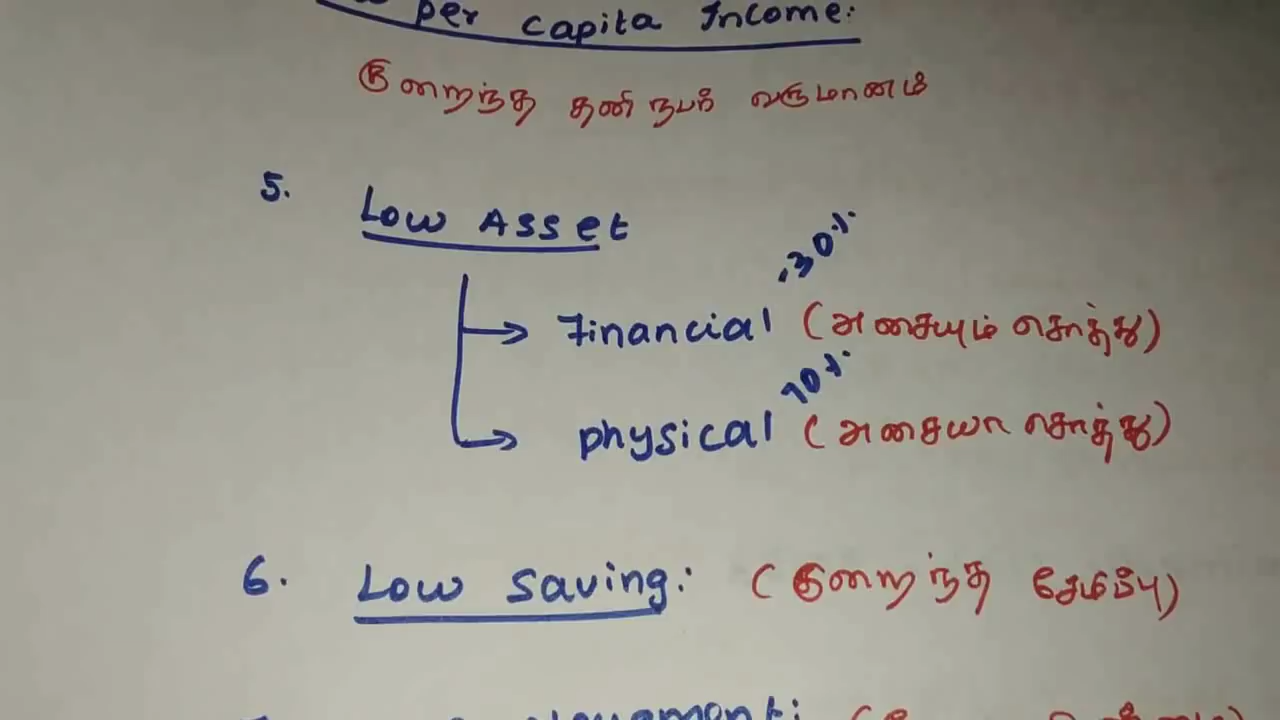 per capita Income:
குறைந்த தனி நபர் வருமானம்
5. Low Asset
30%
Financial (அசையும் சொத்து)
70%
physical (அசையா சொத்து)
6. Low Saving: (குறைந்த சேமிப்பு)